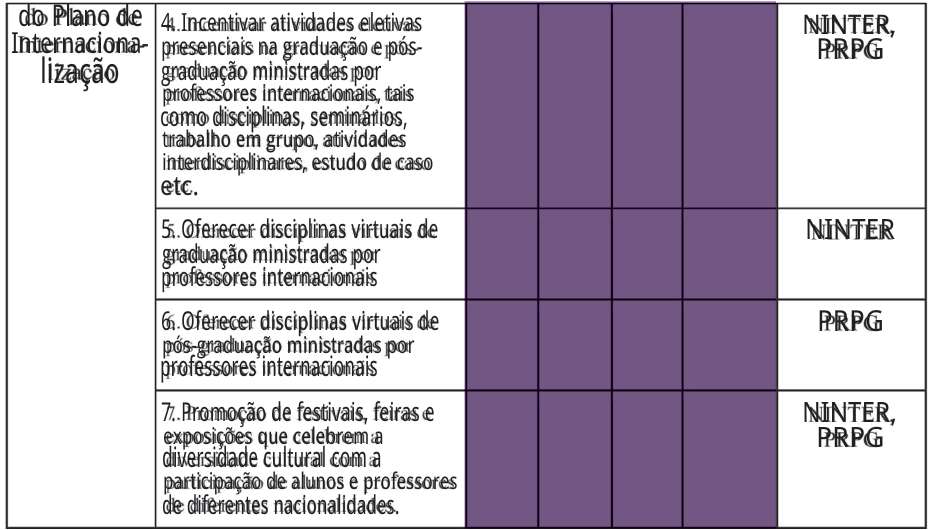 do Plano de
Internaciona-
lização
4. Incentivar atividades eletivas
presenciais na graduação e pós-
graduação ministradas por
professores internacionais, tais
como disciplinas, seminários,
trabalho em grupo, atividades
interdisciplinares, estudo de caso
etc.
NINTER,
PRPG
5. Oferecer disciplinas virtuais de
graduação ministradas por
professores internacionais
NINTER
6. Oferecer disciplinas virtuais de
pós-graduação ministradas por
professores internacionais
PRPG
7. Promoção de festivais, feiras e
exposições que celebrem a
diversidade cultural com a
participação de alunos e professores
de diferentes nacionalidades.
NINTER,
PRPG